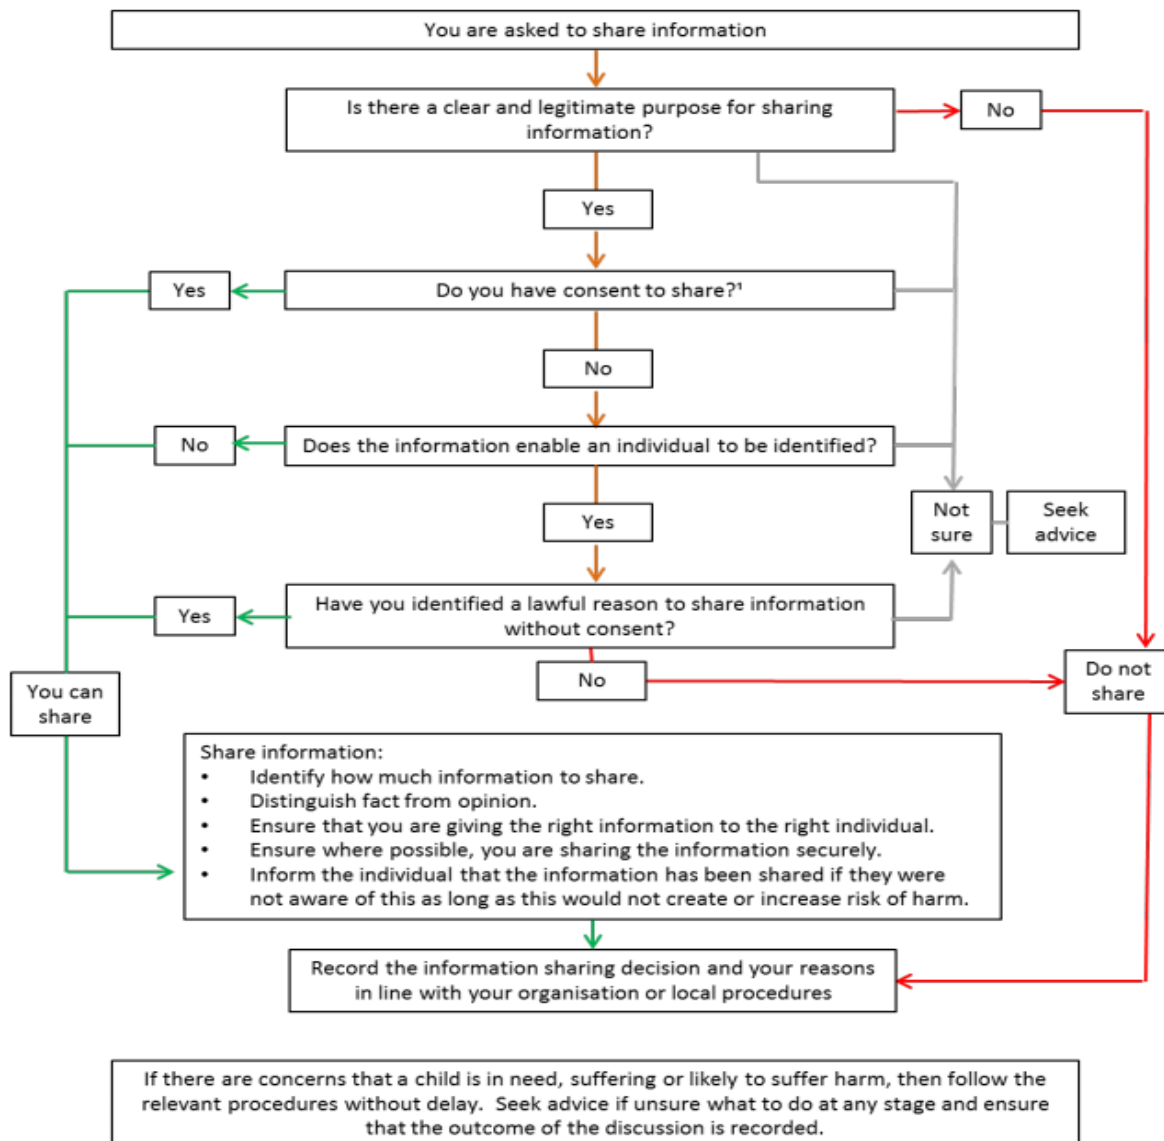 You are asked to share information
Is there a clear and legitimate purpose for sharing
information?
No
Yes
Yes
Do you have consent to share?¹
No
No
Does the information enable an individual to be identified?
Yes
Not
sure
Seek
advice
Yes
Have you identified a lawful reason to share information
without consent?
No
Do not
share
You can
share
Share information:
• Identify how much information to share.
• Distinguish fact from opinion.
• Ensure that you are giving the right information to the right individual.
• Ensure where possible, you are sharing the information securely.
• Inform the individual that the information has been shared if they were
not aware of this as long as this would not create or increase risk of harm.
Record the information sharing decision and your reasons
in line with your organisation or local procedures
If there are concerns that a child is in need, suffering or likely to suffer harm, then follow the
relevant procedures without delay.  Seek advice if unsure what to do at any stage and ensure
that the outcome of the discussion is recorded.